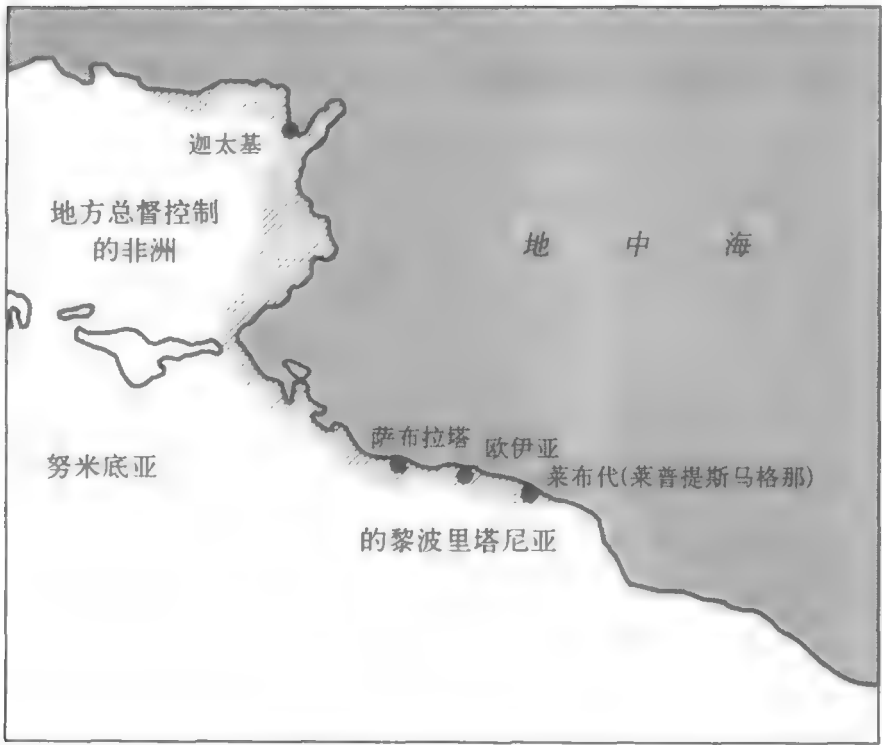 迦太基
地方总督控制
的非洲
地 中 海
萨布拉塔
欧伊亚
努米底亚
莱布代(莱普提斯马格那)
的黎波里塔尼亚